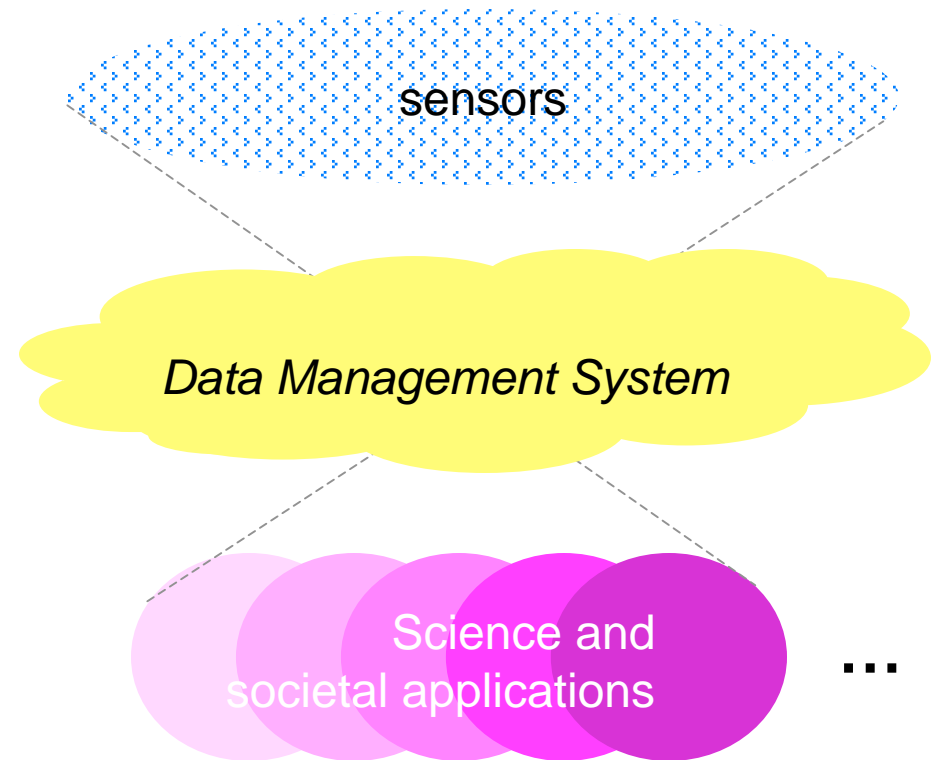 sensors
Data Management System
Science and
societal applications
...